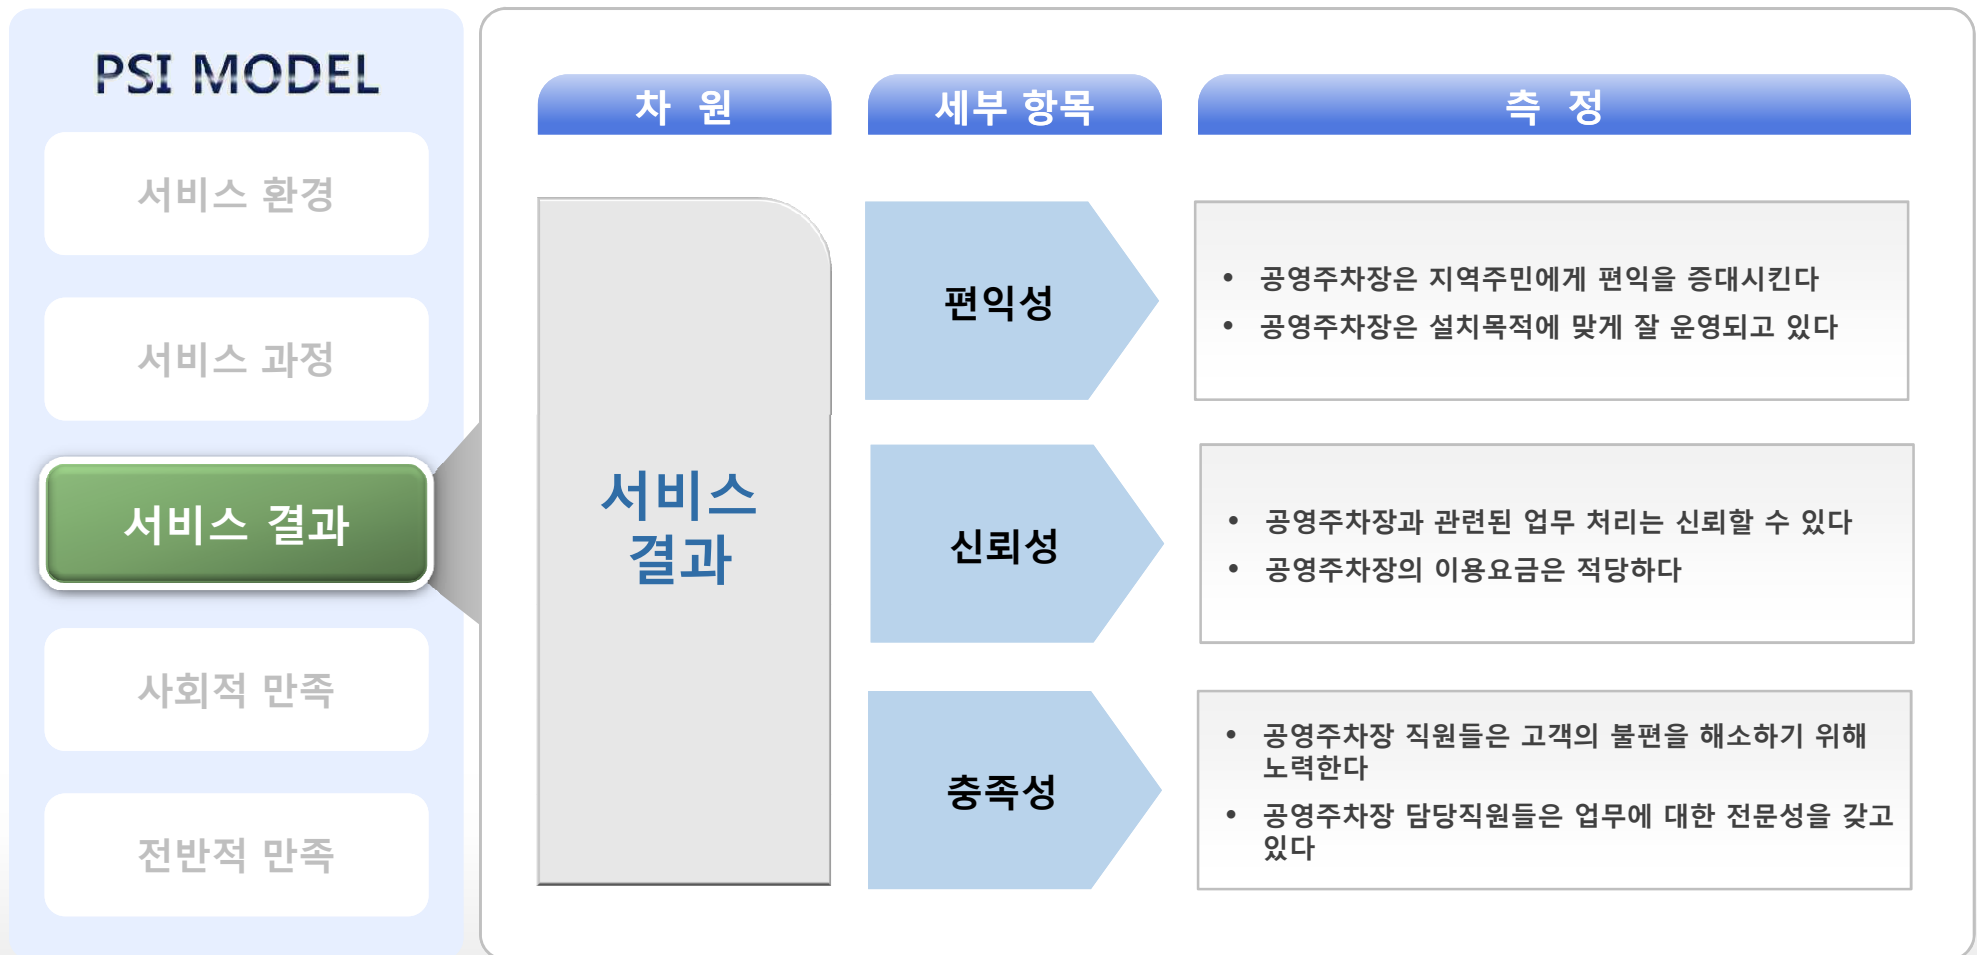 PSI MODEL
서비스 환경
서비스 과정
서비스 결과
사회적 만족
전반적 만족
차 원
세부 항목
측 정
서비스
결과
편익성
• 공영주차장은 지역주민에게 편익을 증대시킨다
• 공영주차장은 설치목적에 맞게 잘 운영되고 있다
신뢰성
• 공영주차장과 관련된 업무 처리는 신뢰할 수 있다
• 공영주차장의 이용요금은 적당하다
충족성
• 공영주차장 직원들은 고객의 불편을 해소하기 위해
노력한다
• 공영주차장 담당직원들은 업무에 대한 전문성을 갖고
있다